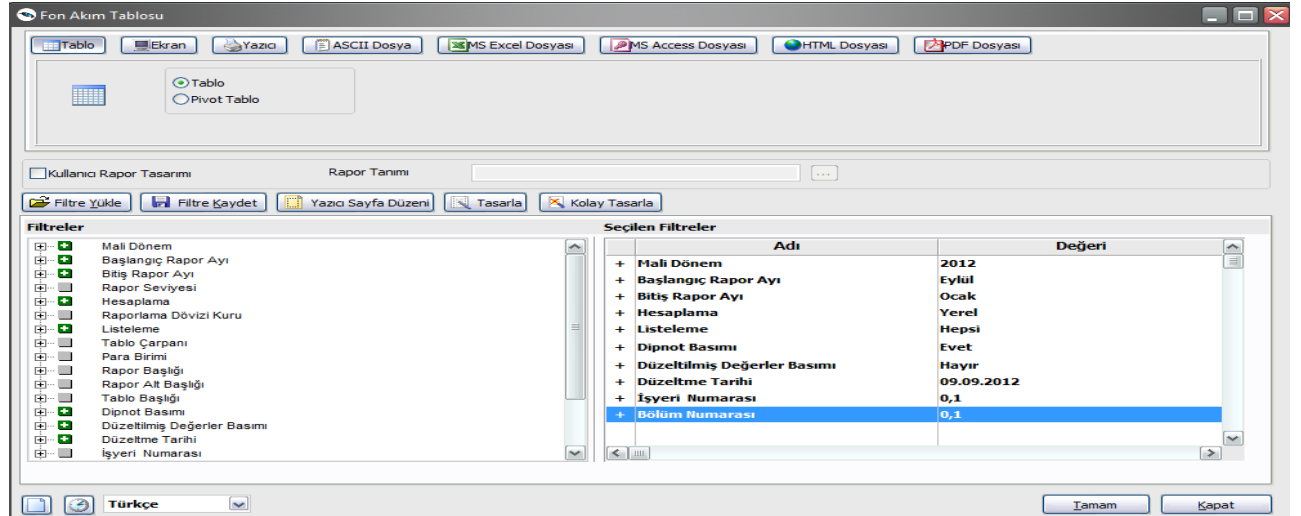 Fon Akım Tablosu
Tablo Ekran Yazıcı ASCII Dosya MS Excel Dosyası MS Access Dosyası HTML Dosyası PDF Dosyası
Tablo
Pivot Tablo
Kullanıcı Rapor Tasarımı Rapor Tanımı ...
Filtre Yükle Filtre Kaydet Yazıcı Sayfa Düzeni Tasarla Kolay Tasarla
Filtreler
Mali Dönem
Başlangıç Rapor Ayı
Bitiş Rapor Ayı
Rapor Seviyesi
Hesaplama
Raporlama Dövizi Kuru
Listeleme
Tablo Çarpanı
Para Birimi
Rapor Başlığı
Rapor Alt Başlığı
Tablo Başlığı
Dipnot Basımı
Düzeltilmiş Değerler Basımı
Düzeltme Tarihi
İşyeri Numarası
Seçilen Filtreler
Adı Değeri
+ Mali Dönem 2012
+ Başlangıç Rapor Ayı Eylül
+ Bitiş Rapor Ayı Ocak
+ Hesaplama Yerel
+ Listeleme Hepsi
+ Dipnot Basımı Evet
+ Düzeltilmiş Değerler Basımı Hayır
+ Düzeltme Tarihi 09.09.2012
+ İşyeri Numarası 0,1
+ Bölüm Numarası 0,1
Türkçe Tamam Kapat